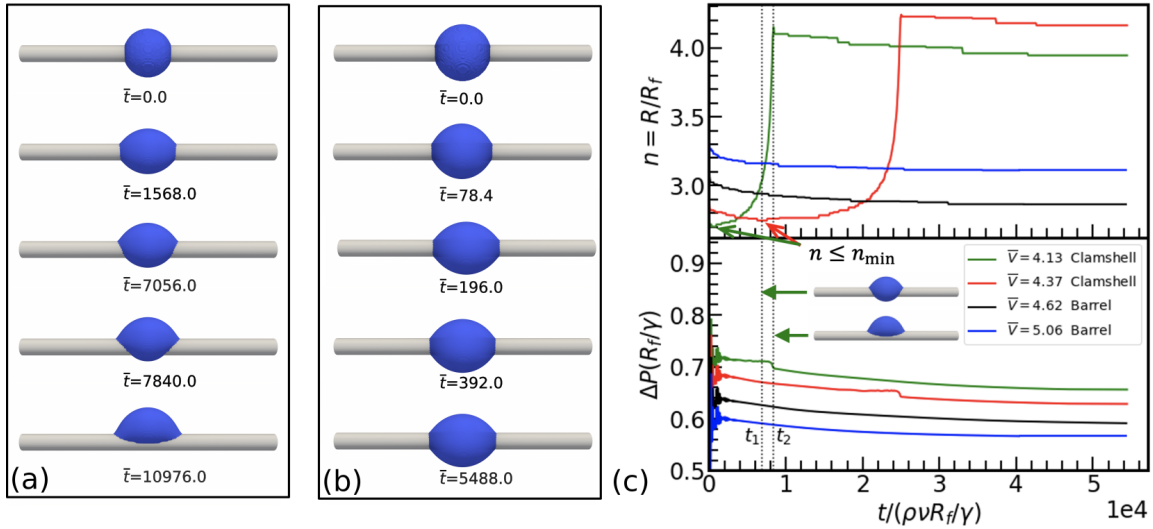 t̄=0.0
t̄=1568.0
t̄=7056.0
t̄=7840.0
t̄=10976.0
(a)
t̄=0.0
t̄=78.4
t̄=196.0
t̄=392.0
t̄=5488.0
(b)
n = R/R_f
4.0
3.5
3.0
n ≤ n_min
ΔP(R_f/γ)
0.9
0.8
0.7
0.6
0.5
V̄=4.13 Clamshell
V̄=4.37 Clamshell
V̄=4.62 Barrel
V̄=5.06 Barrel
t₁ t₂
0 1 2 3 4 5
1e4
t/(ρνR_f/γ)
(c)